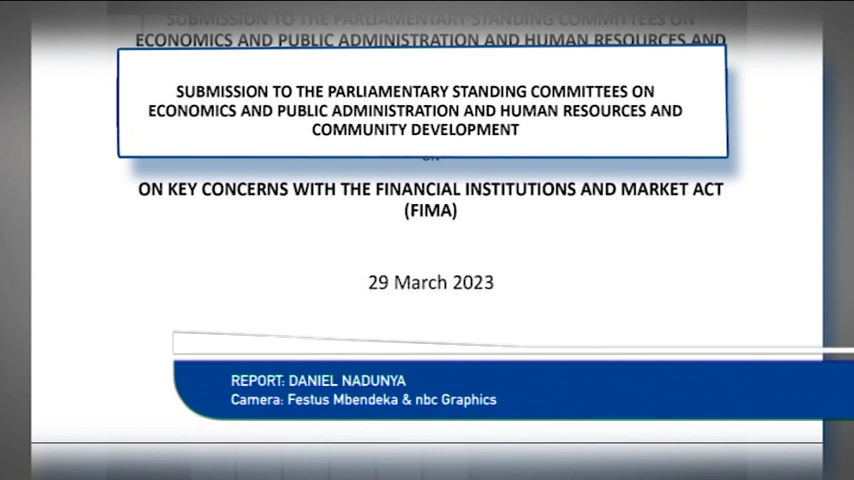 SUBMISSION TO THE PARLIAMENTARY STANDING COMMITTEES ON
ECONOMICS AND PUBLIC ADMINISTRATION AND HUMAN RESOURCES AND
SUBMISSION TO THE PARLIAMENTARY STANDING COMMITTEES ON
ECONOMICS AND PUBLIC ADMINISTRATION AND HUMAN RESOURCES AND
COMMUNITY DEVELOPMENT
ON KEY CONCERNS WITH THE FINANCIAL INSTITUTIONS AND MARKET ACT
(FIMA)
29 March 2023
REPORT: DANIEL NADUNYA
Camera: Festus Mbendeka & nbc Graphics